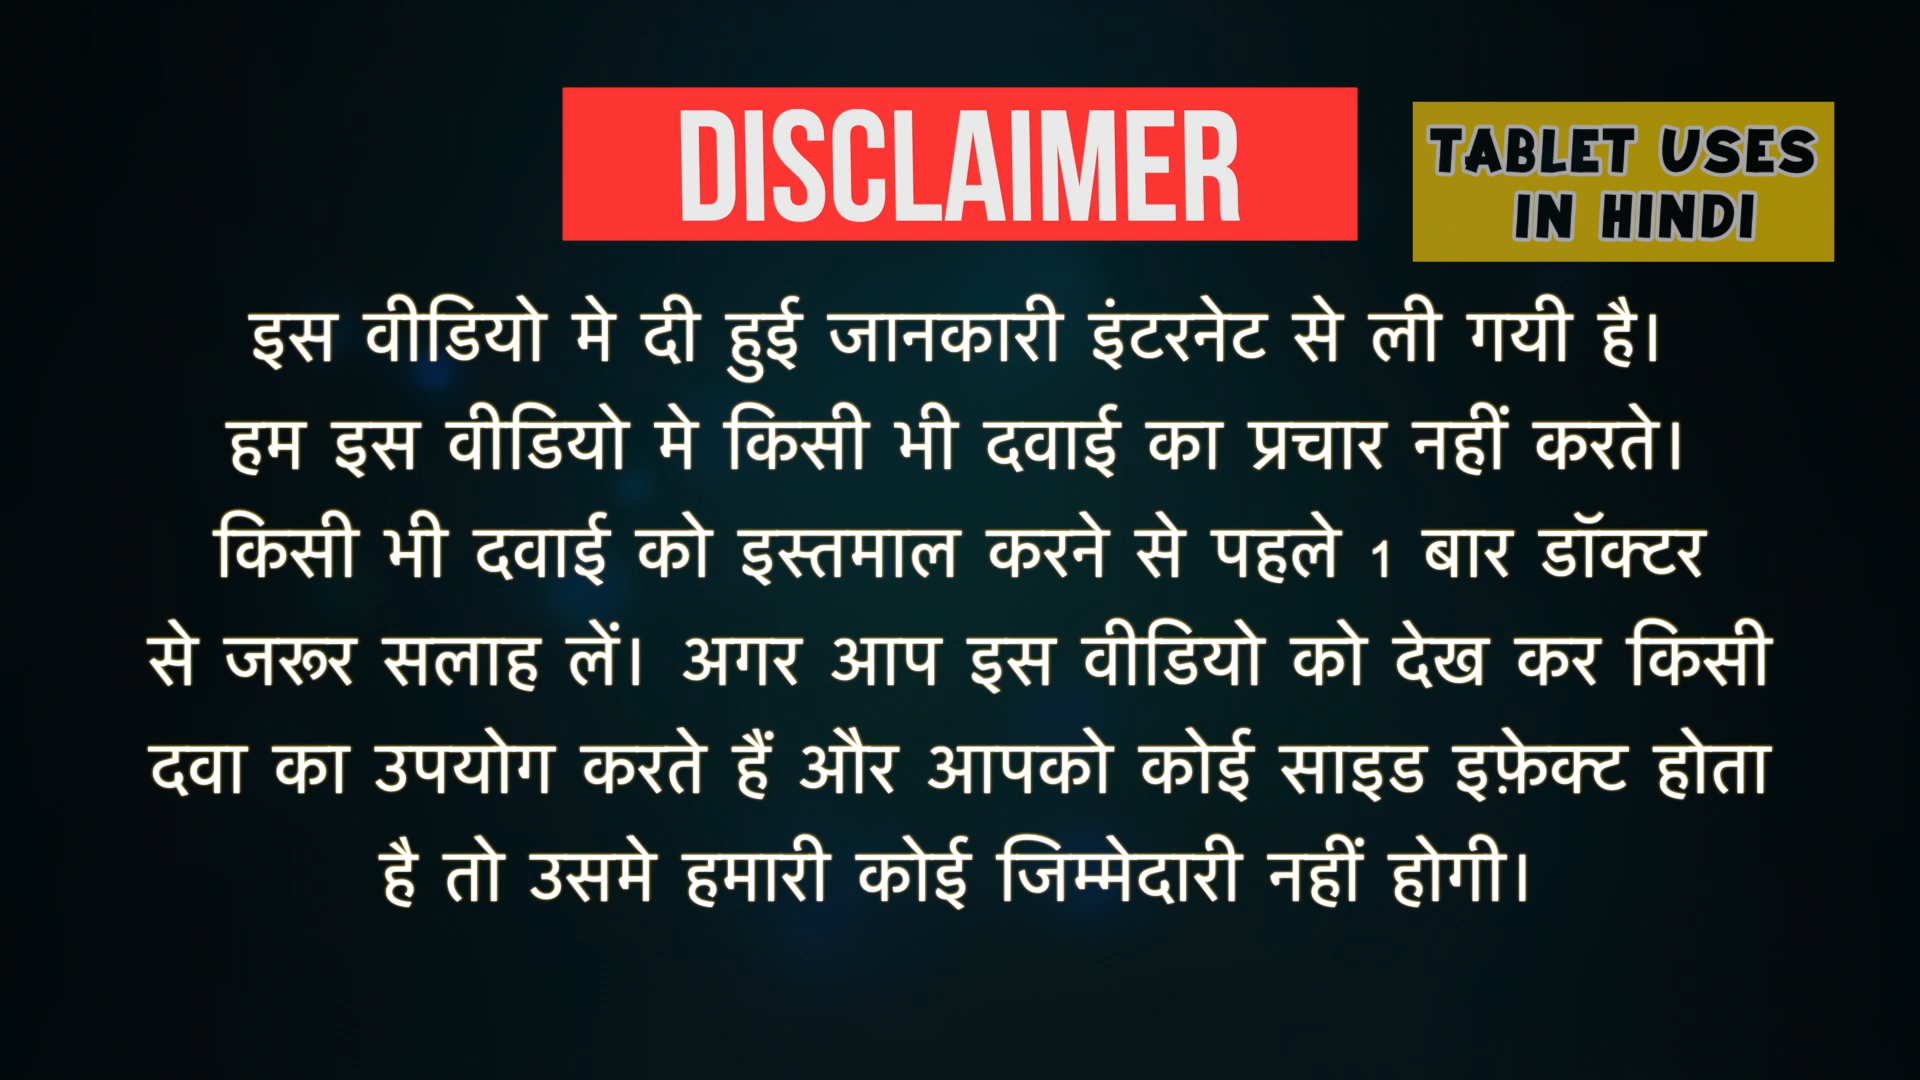 DISCLAIMER
TABLET USES
IN HINDI
इस वीडियो मे दी हुई जानकारी इंटरनेट से ली गयी है।
हम इस वीडियो मे किसी भी दवाई का प्रचार नहीं करते।
किसी भी दवाई को इस्तमाल करने से पहले 1 बार डॉक्टर
से जरूर सलाह लें। अगर आप इस वीडियो को देख कर किसी
दवा का उपयोग करते हैं और आपको कोई साइड इफ़ेक्ट होता
है तो उसमे हमारी कोई जिम्मेदारी नहीं होगी।